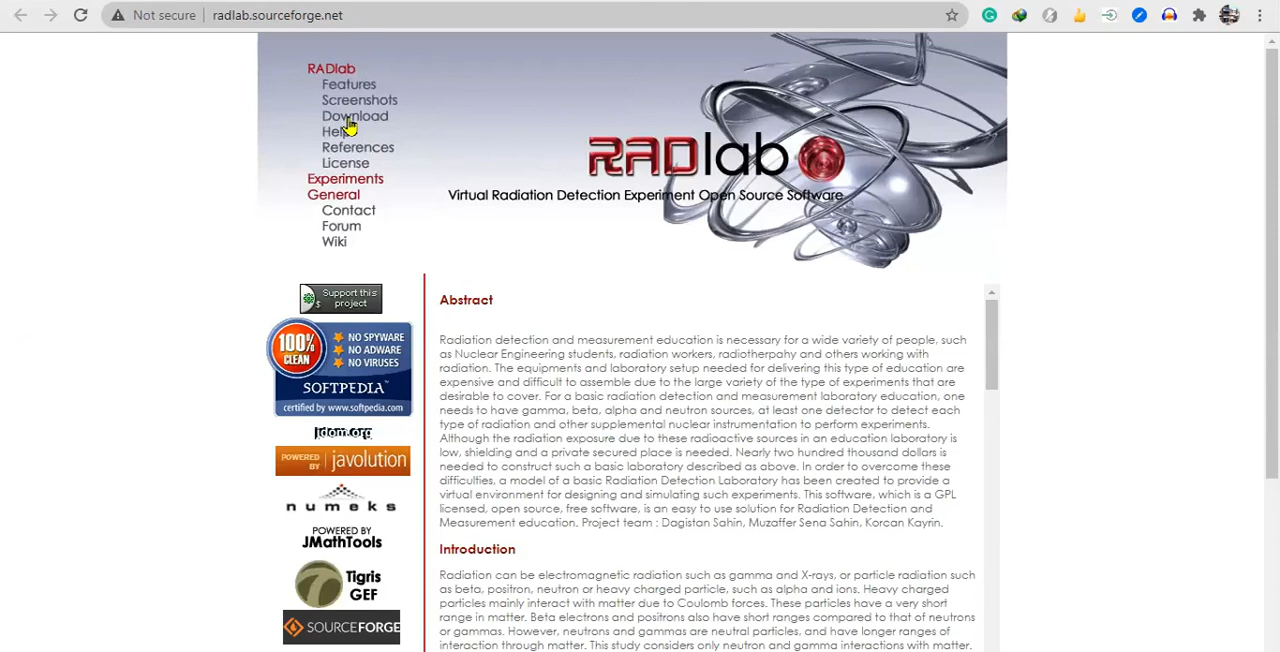 Not secure
radlab.sourceforge.net
RADlab
Features
Screenshots
Download
Help
References
License
Experiments
General
Contact
Forum
Wiki
RADlab
Virtual Radiation Detection Experiment Open Source Software
Support this
project
100%
CLEAN
NO SPYWARE
NO ADWARE
NO VIRUSES
SOFTPEDIA
certified by www.softpedia.com
jdom.org
POWERED
BY
javolution
numeks
POWERED BY
JMathTools
Tigris
GEF
SOURCEFORGE
Abstract
Radiation detection and measurement education is necessary for a wide variety of people, such
as Nuclear Engineering students, radiation workers, radiotherpahy and others working with
radiation. The equipments and laboratory setup needed for delivering this type of education are
expensive and difficult to assemble due to the large variety of the type of experiments that are
desirable to cover. For a basic radiation detection and measurement laboratory education, one
needs to have gamma, beta, alpha and neutron sources, at least one detector to detect each
type of radiation and other supplemental nuclear instrumentation to perform experiments.
Although the radiation exposure due to these radioactive sources in an education laboratory is
low, shielding and a private secured place is needed. Nearly two hundred thousand dollars is
needed to construct such a basic laboratory described as above. In order to overcome these
difficulties, a model of a basic Radiation Detection Laboratory has been created to provide a
virtual environment for designing and simulating such experiments. This software, which is a GPL
licensed, open source, free software, is an easy to use solution for Radiation Detection and
Measurement education. Project team : Dagistan Sahin, Muzaffer Sena Sahin, Korcan Kayrin.
Introduction
Radiation can be electromagnetic radiation such as gamma and X-rays, or particle radiation such
as beta, positron, neutron or heavy charged particle, such as alpha and ions. Heavy charged
particles mainly interact with matter due to Coulomb forces. These particles have a very short
range in matter. Beta electrons and positrons also have short ranges compared to that of neutrons
or gammas. However, neutrons and gammas are neutral particles, and have longer ranges of
interaction through matter. This study considers only neutron and gamma interactions with matter.